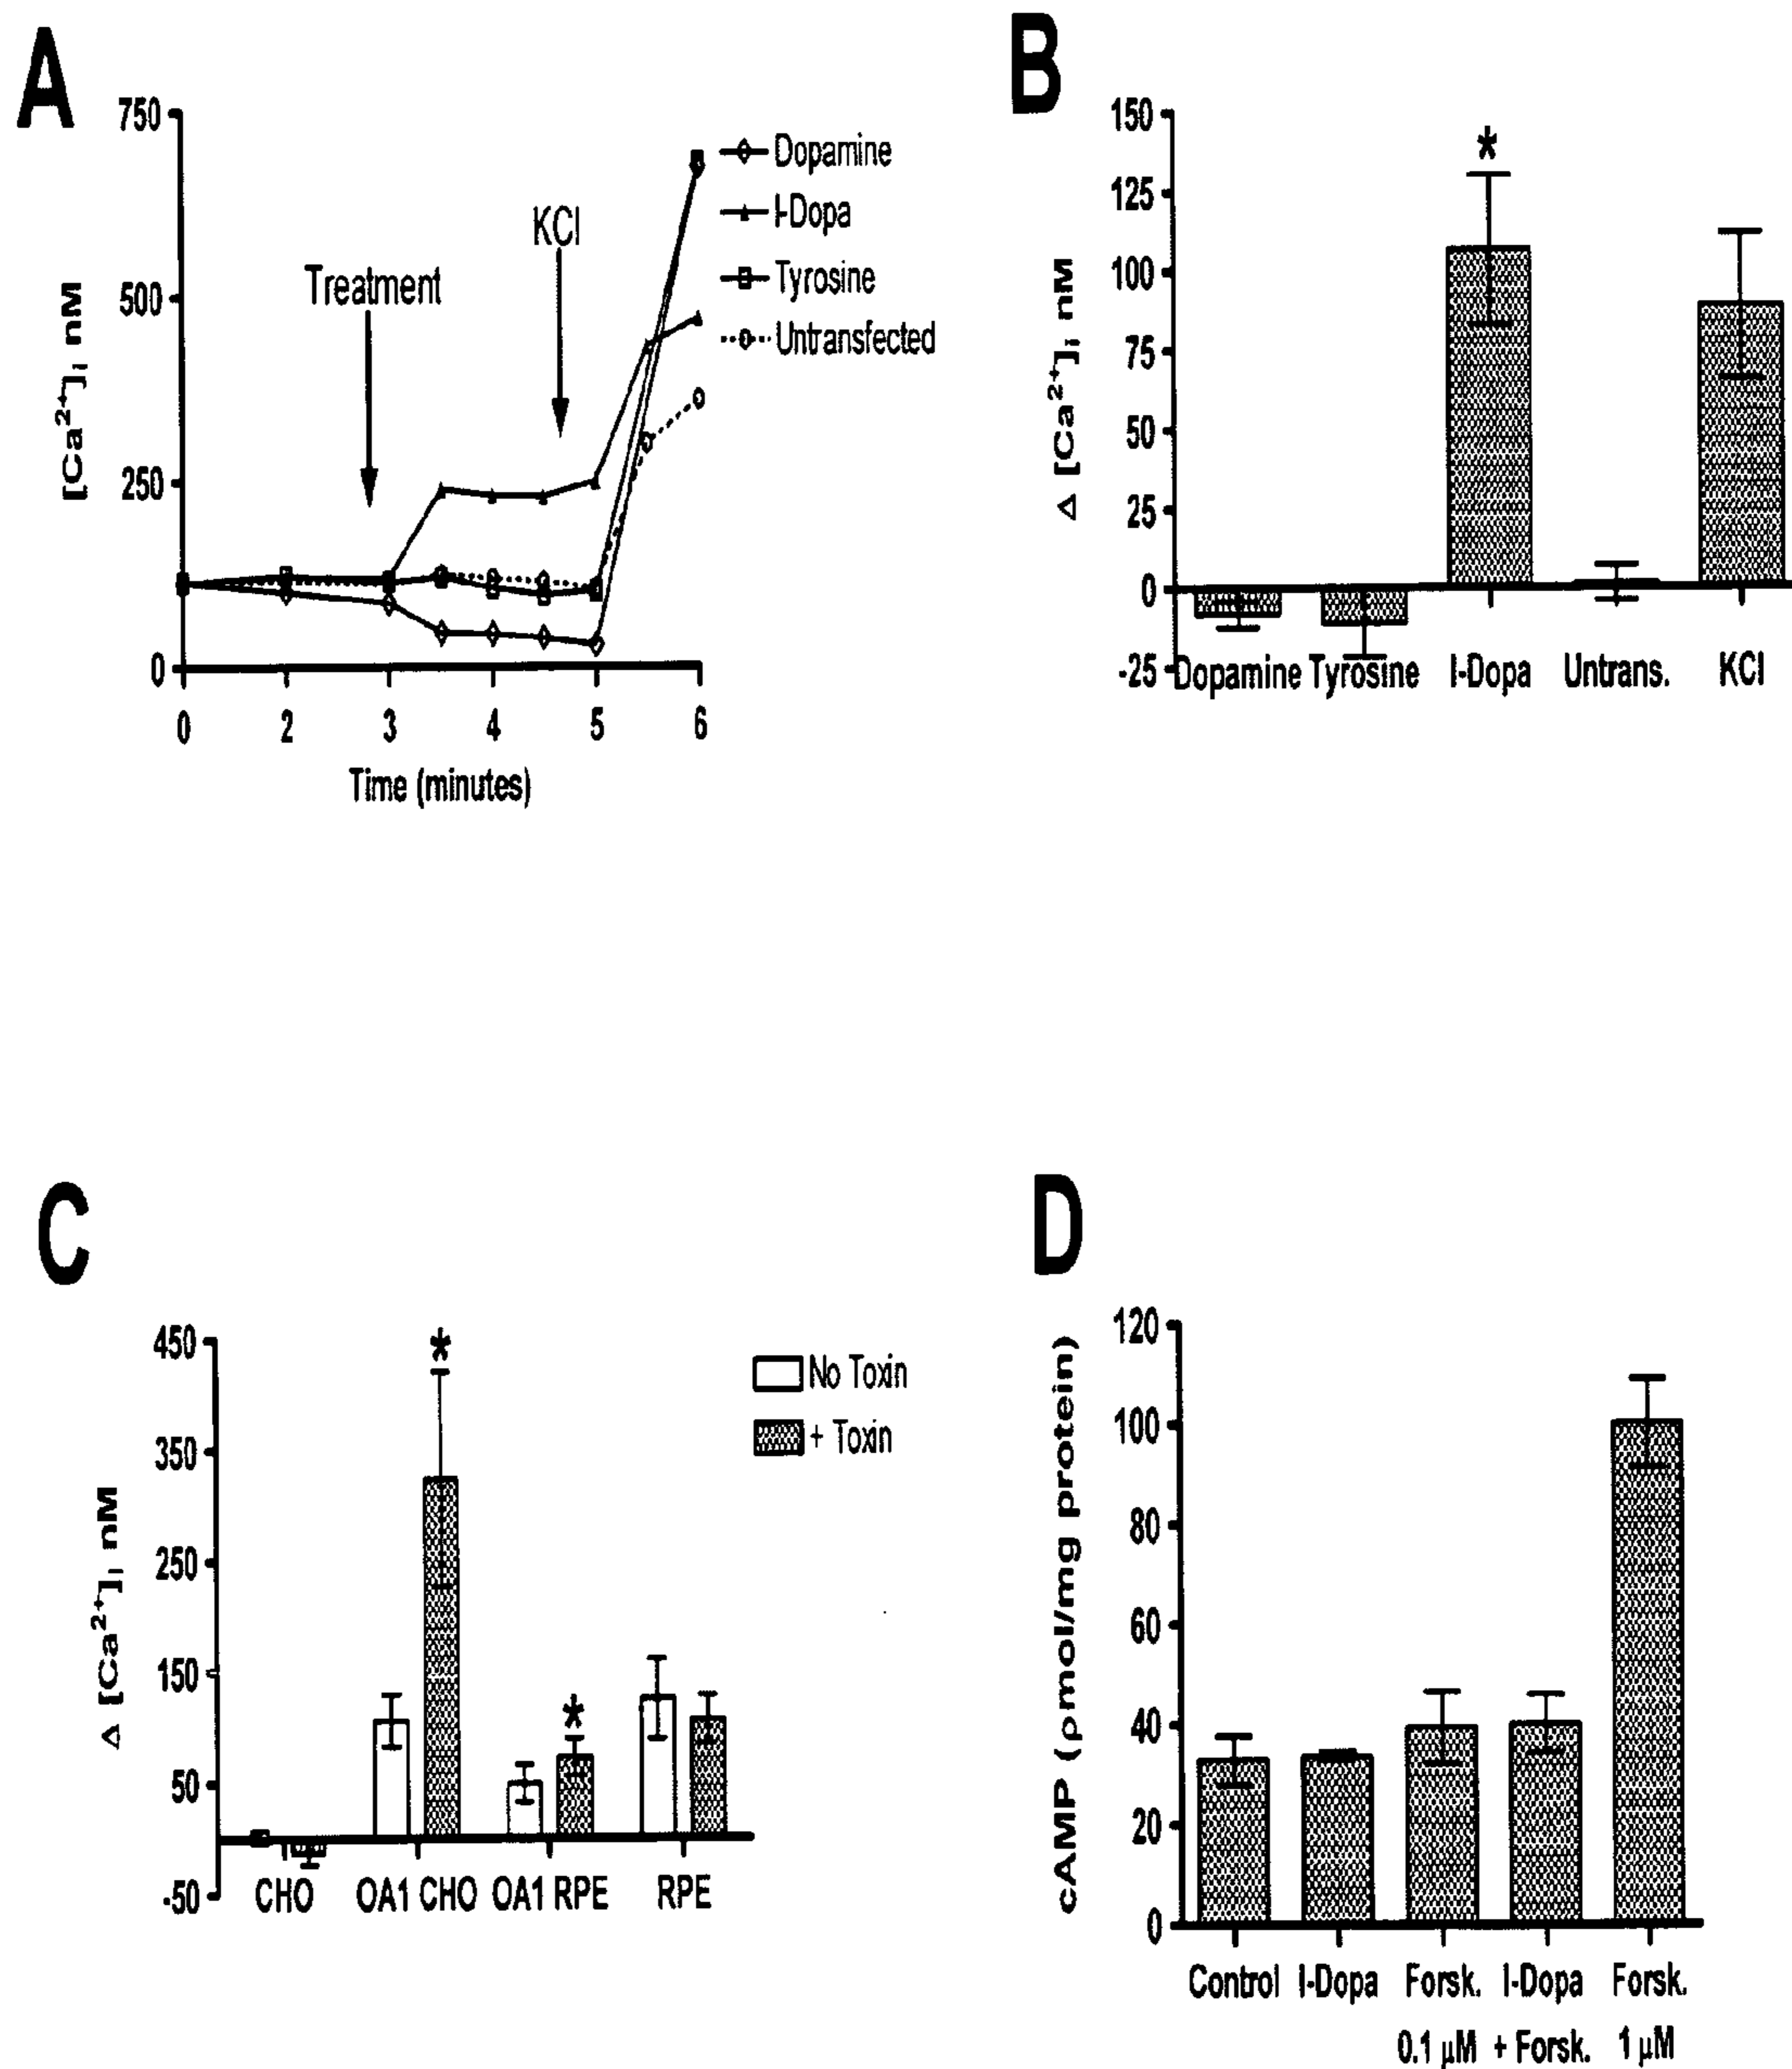 A
750
500
250
0
[Ca²⁺]ᵢ nM
Treatment
KCl
Dopamine
l-Dopa
Tyrosine
Untransfected
0 2 3 4 5 6
Time (minutes)
B
150
125
100
75
50
25
0
-25
Δ [Ca²⁺]ᵢ nM
*
Dopamine Tyrosine l-Dopa Untrans. KCl
C
450
350
250
150
50
-50
Δ [Ca²⁺]ᵢ nM
*
*
No Toxin
+ Toxin
CHO OA1 CHO OA1 RPE RPE
D
120
100
80
60
40
20
0
cAMP (pmol/mg protein)
Control l-Dopa Forsk. l-Dopa Forsk.
0.1 µM + Forsk. 1 µM